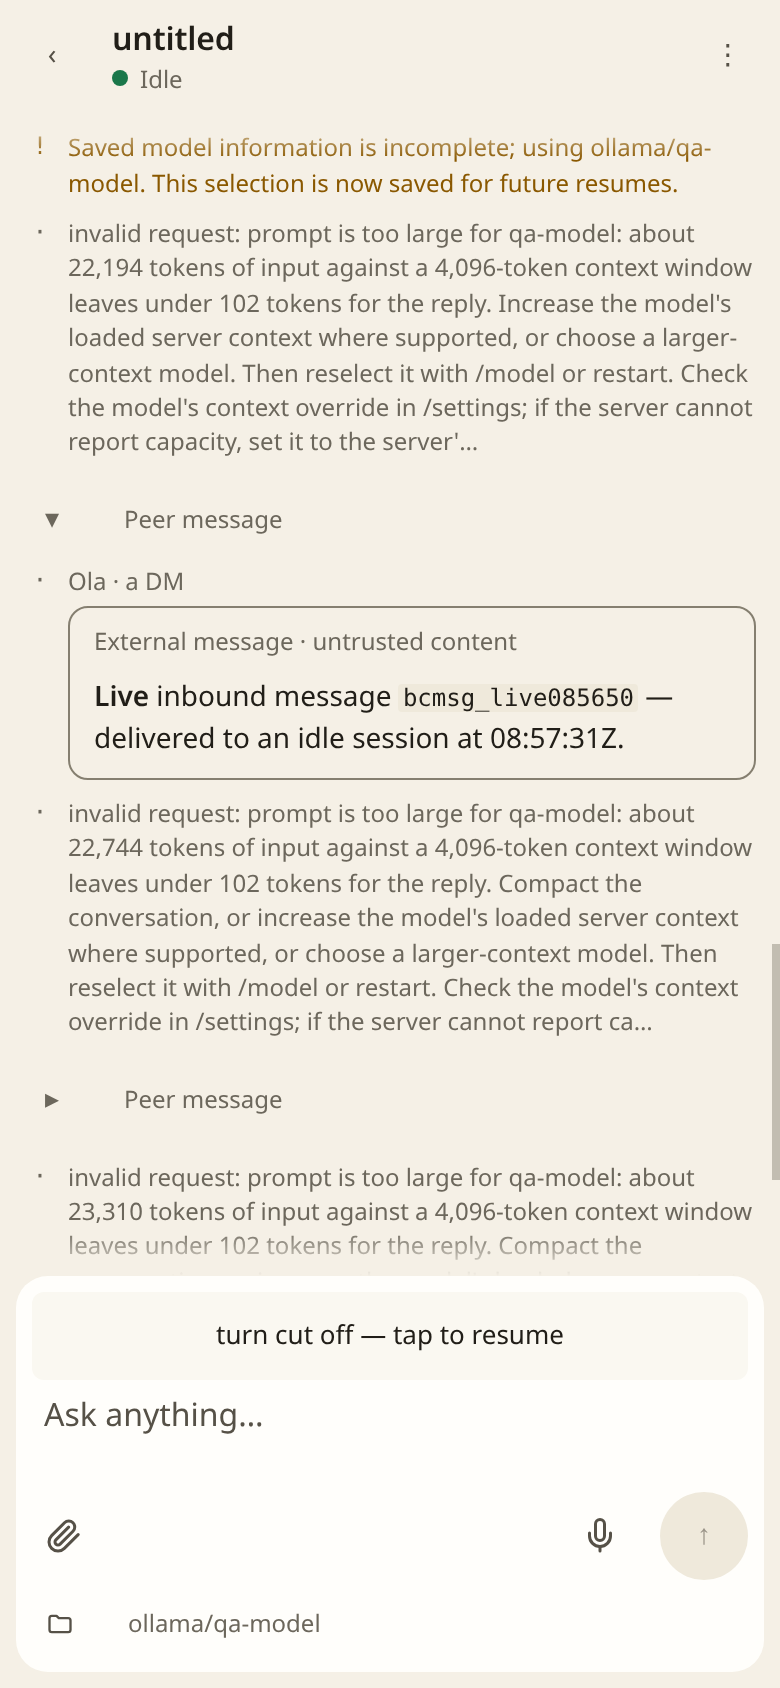 untitled
Idle
! Saved model information is incomplete; using ollama/qa-
model. This selection is now saved for future resumes.
· invalid request: prompt is too large for qa-model: about
22,194 tokens of input against a 4,096-token context window
leaves under 102 tokens for the reply. Increase the model's
loaded server context where supported, or choose a larger-
context model. Then reselect it with /model or restart. Check
the model's context override in /settings; if the server cannot
report capacity, set it to the server'…
Peer message
· Ola · a DM
External message · untrusted content
Live inbound message bcmsg_live085650 —
delivered to an idle session at 08:57:31Z.
· invalid request: prompt is too large for qa-model: about
22,744 tokens of input against a 4,096-token context window
leaves under 102 tokens for the reply. Compact the
conversation, or increase the model's loaded server context
where supported, or choose a larger-context model. Then
reselect it with /model or restart. Check the model's context
override in /settings; if the server cannot report ca…
Peer message
· invalid request: prompt is too large for qa-model: about
23,310 tokens of input against a 4,096-token context window
leaves under 102 tokens for the reply. Compact the
turn cut off — tap to resume
Ask anything…
ollama/qa-model